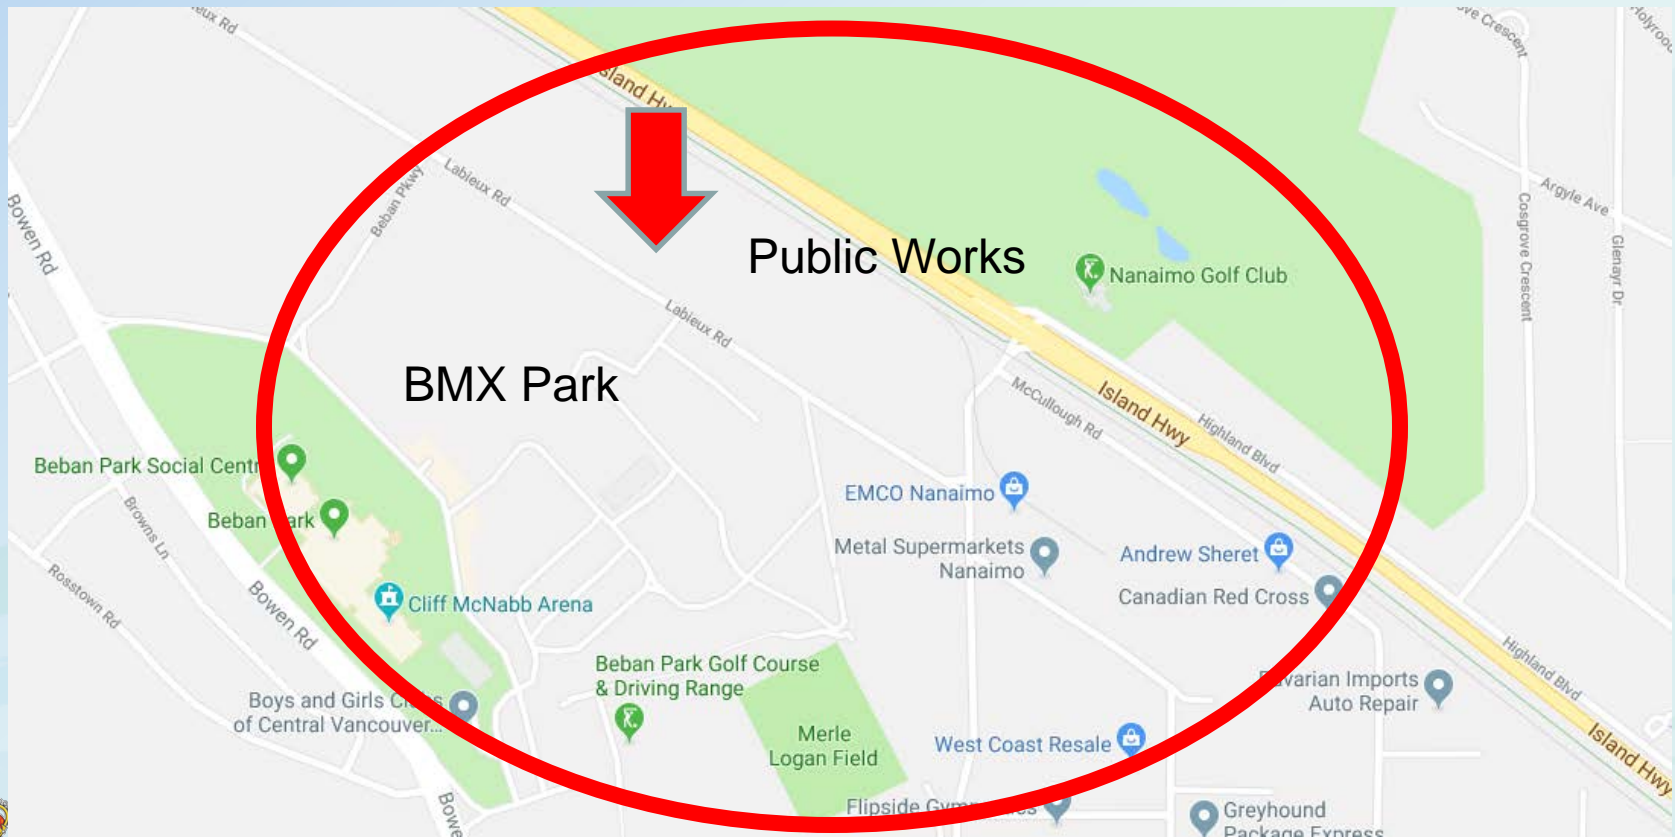 Island Hwy
Labieux Rd
Beban Pkwy
Bowen Rd
Public Works
Nanaimo Golf Club
Argyle Ave
Cosgrove Crescent
Glenayr Dr
Labieux Rd
BMX Park
McCullough Rd
Island Hwy
Highland Blvd
Beban Park Social
Beban
Browns Ln
EMCO Nanaimo
Metal Supermarkets
Nanaimo
Andrew Sheret
Canadian Red Cross
Rosstown Rd
Bowen Rd
Cliff McNabb Arena
Beban Park Golf Course
& Driving Range
Boys and Girls
of Central Vancouver...
Merle
Logan Field
West Coast Resale
Imports
Auto Repair
Highland Blvd
Island Hwy
Flipside
Greyhound
Package Express